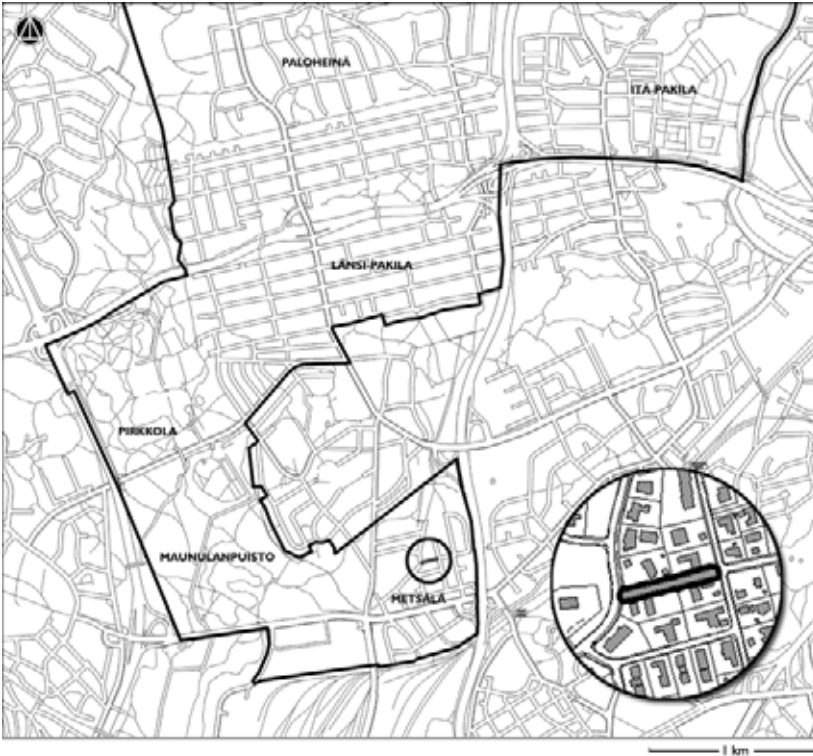 PALOHEINÄ
ITÄ-PAKILA
LÄNSI-PAKILA
PIRKKOLA
MAUNULANPUISTO
METSÄLÄ
1 km